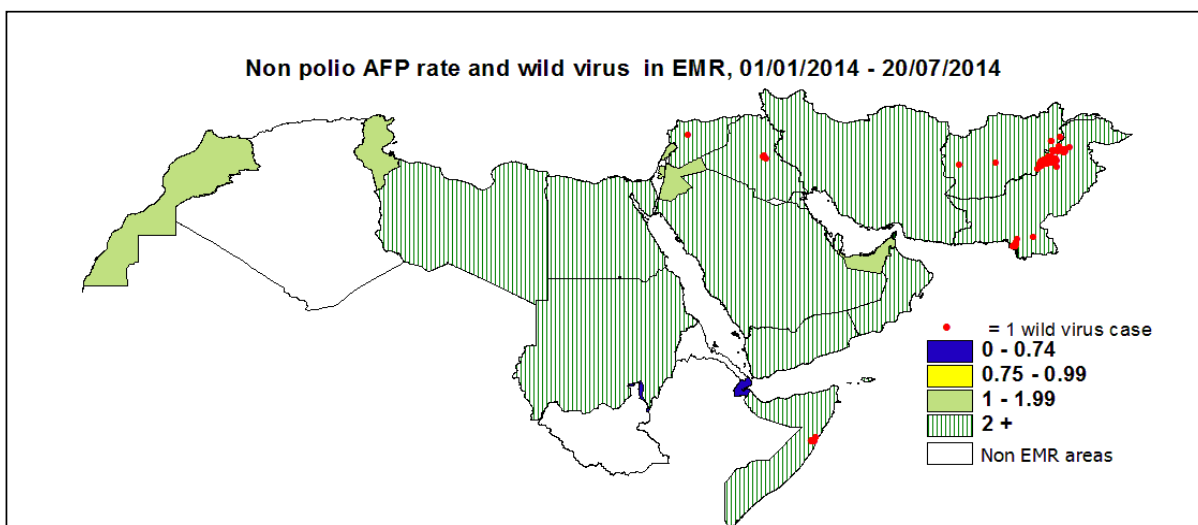 Non polio AFP rate and wild virus in EMR, 01/01/2014 - 20/07/2014
= 1 wild virus case
0 - 0.74
0.75 - 0.99
1 - 1.99
2 +
Non EMR areas